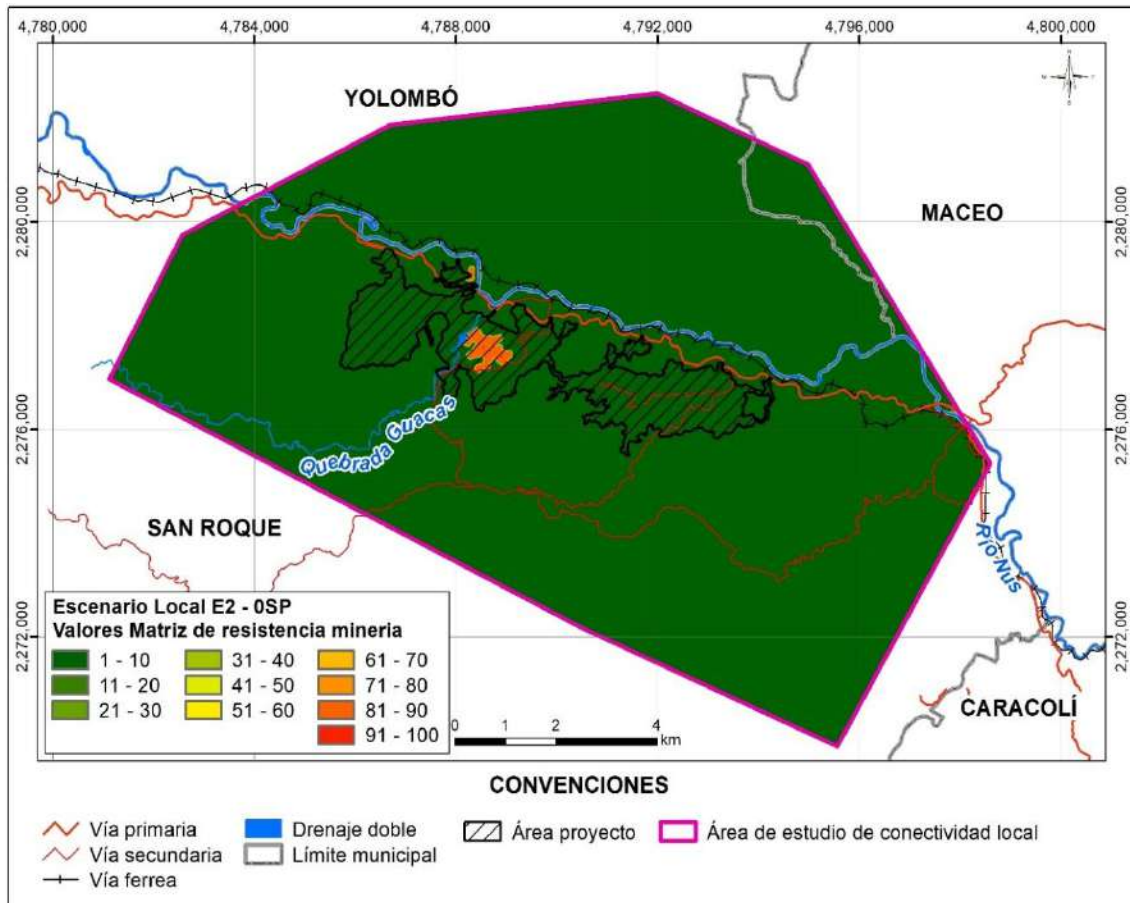 4,780,000 4,784,000 4,788,000 4,792,000 4,796,000 4,800,000
YOLOMBÓ
MACEO
2,280,000 2,280,000
2,276,000 2,276,000
Quebrada Guacas
SAN ROQUE
Río Nus
2,272,000 2,272,000
CARACOLÍ
Escenario Local E2 - 0SP
Valores Matriz de resistencia mineria
1 - 10 31 - 40 61 - 70
11 - 20 41 - 50 71 - 80
21 - 30 51 - 60 81 - 90
91 - 100
0 1 2 4
km
CONVENCIONES
Vía primaria Drenaje doble Área proyecto Área de estudio de conectividad local
Vía secundaria Límite municipal
Vía ferrea